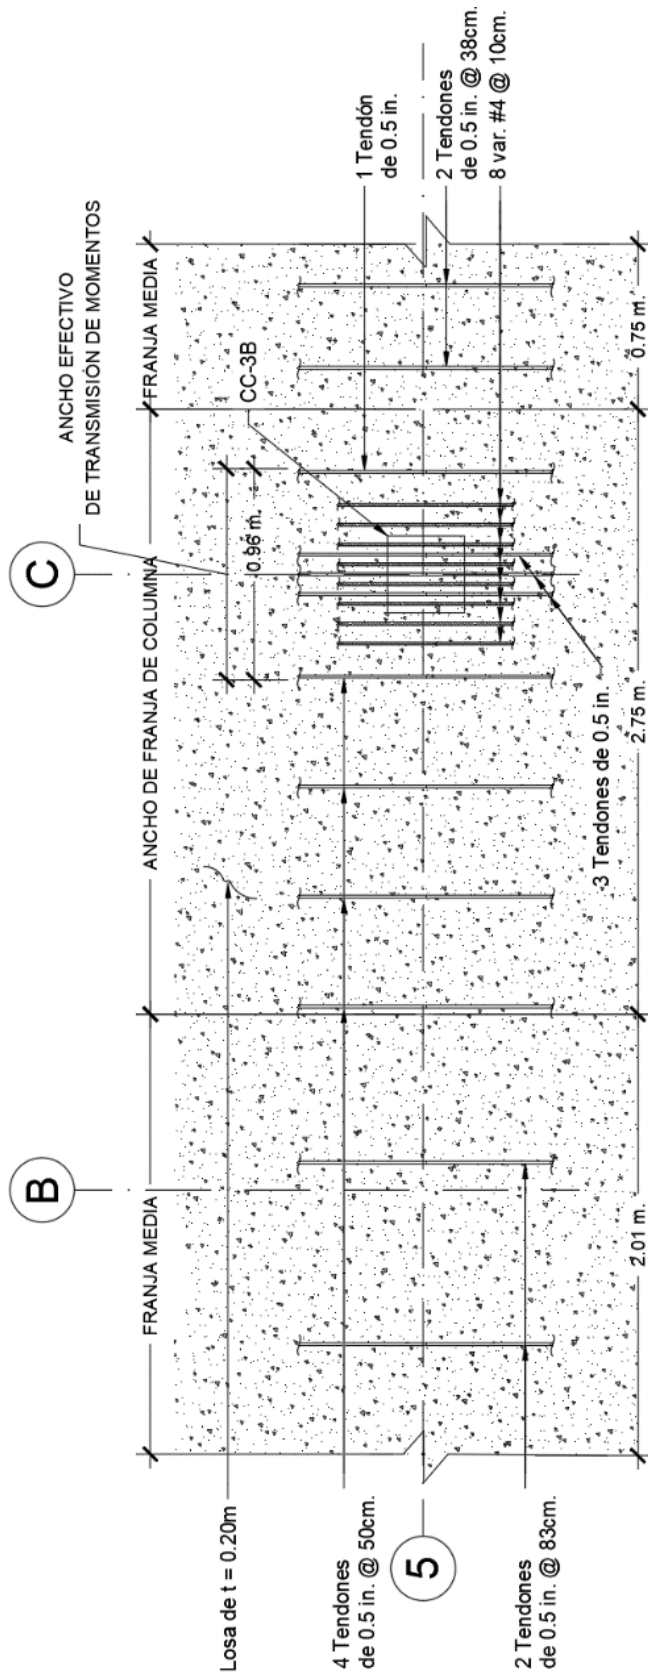 ANCHO EFECTIVO
DE TRANSMISIÓN DE MOMENTOS
B
C
FRANJA MEDIA
ANCHO DE FRANJA DE COLUMNA
FRANJA MEDIA
0.96 m.
CC-3B
Losa de t = 0.20m
4 Tendones
de 0.5 in. @ 50cm.
5
2 Tendones
de 0.5 in. @ 83cm.
1 Tendón
de 0.5 in.
2 Tendones
de 0.5 in. @ 38cm.
8 var. #4 @ 10cm.
3 Tendones de 0.5 in.
2.01 m.
2.75 m.
0.75 m.